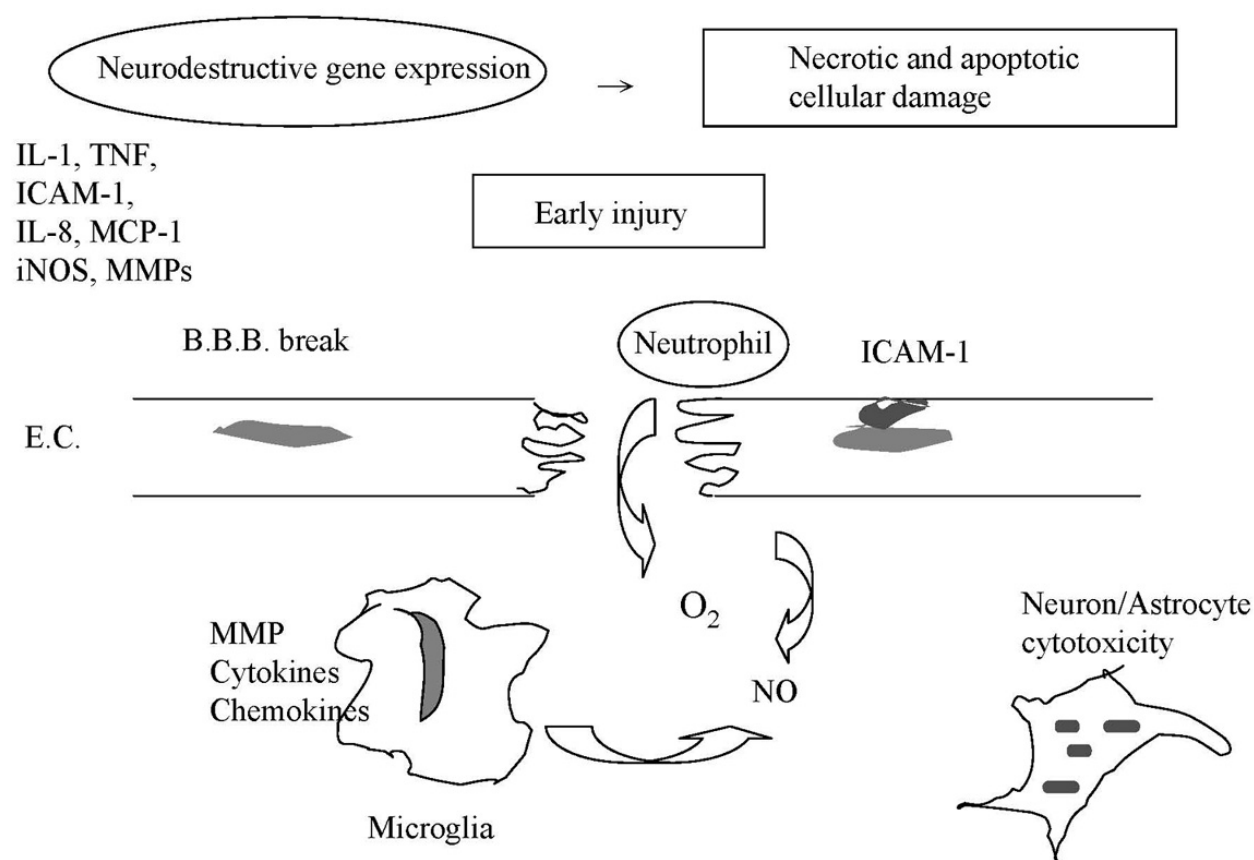 Neurodestructive gene expression
→
Necrotic and apoptotic
cellular damage
IL-1, TNF,
ICAM-1,
IL-8, MCP-1
iNOS, MMPs
Early injury
B.B.B. break
Neutrophil
ICAM-1
E.C.
O₂
NO
MMP
Cytokines
Chemokines
Microglia
Neuron/Astrocyte
cytotoxicity